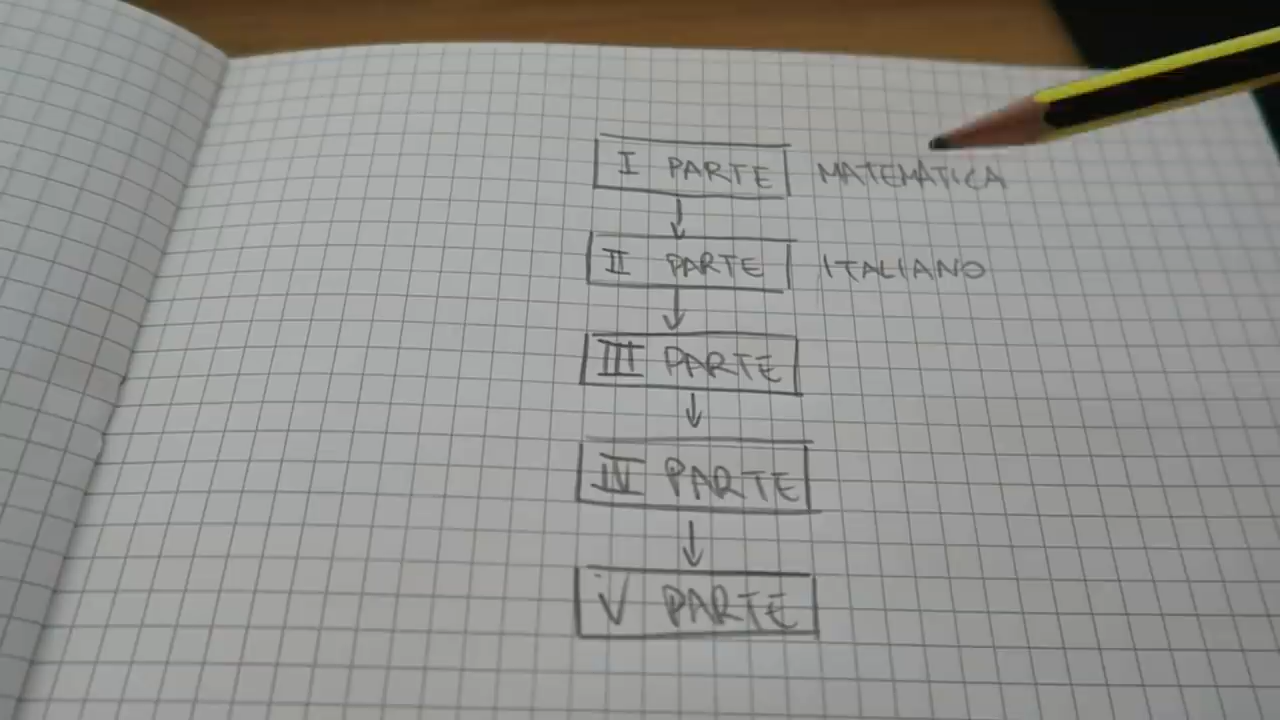 I PARTE MATEMATICA
II PARTE ITALIANO
III PARTE
IV PARTE
V PARTE